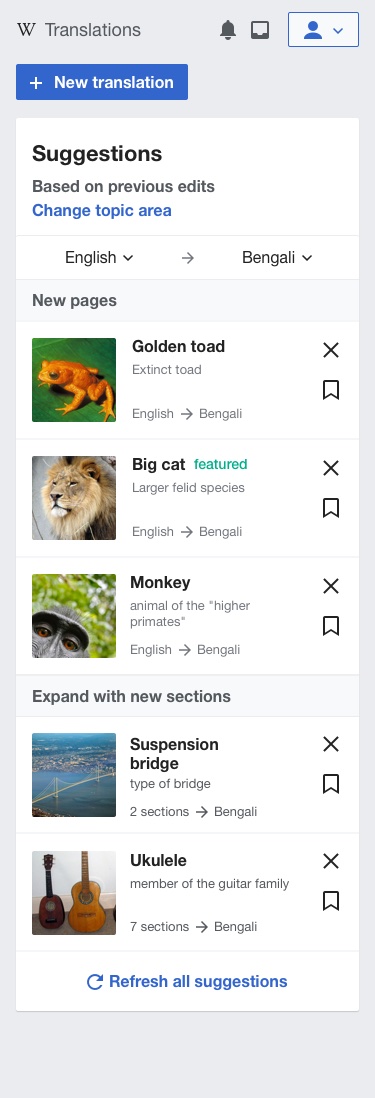 W Translations
New translation
Suggestions
Based on previous edits
Change topic area
English → Bengali
New pages
Golden toad
Extinct toad
English → Bengali
Big cat featured
Larger felid species
English → Bengali
Monkey
animal of the "higher
primates"
English → Bengali
Expand with new sections
Suspension
bridge
type of bridge
2 sections → Bengali
Ukulele
member of the guitar family
7 sections → Bengali
Refresh all suggestions